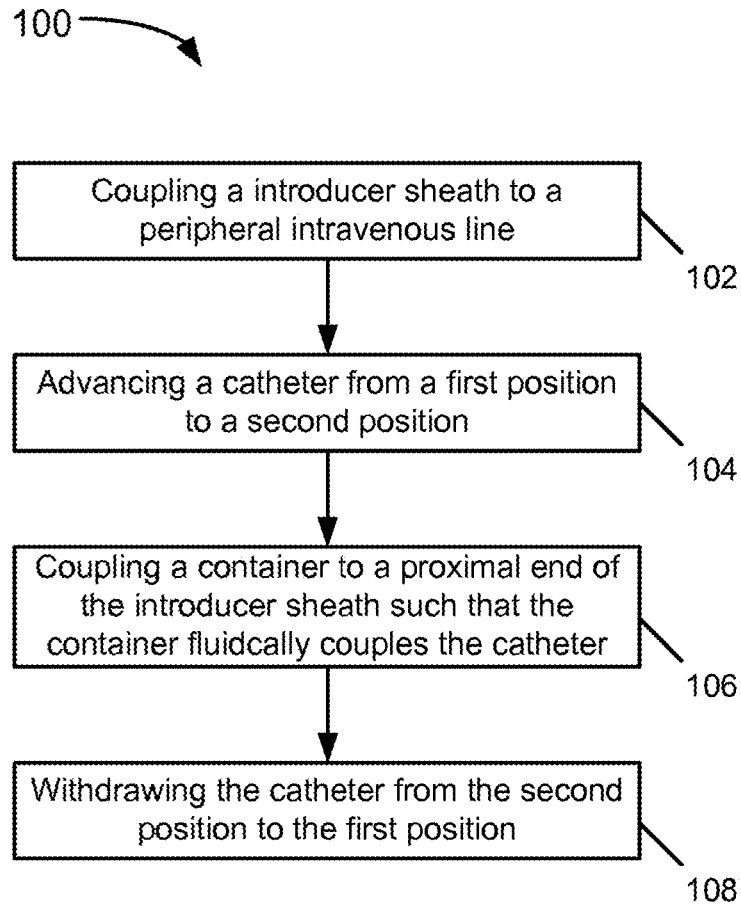 100
Coupling a introducer sheath to a
peripheral intravenous line
102
Advancing a catheter from a first position
to a second position
104
Coupling a container to a proximal end of
the introducer sheath such that the
container fluidcally couples the catheter
106
Withdrawing the catheter from the second
position to the first position
108